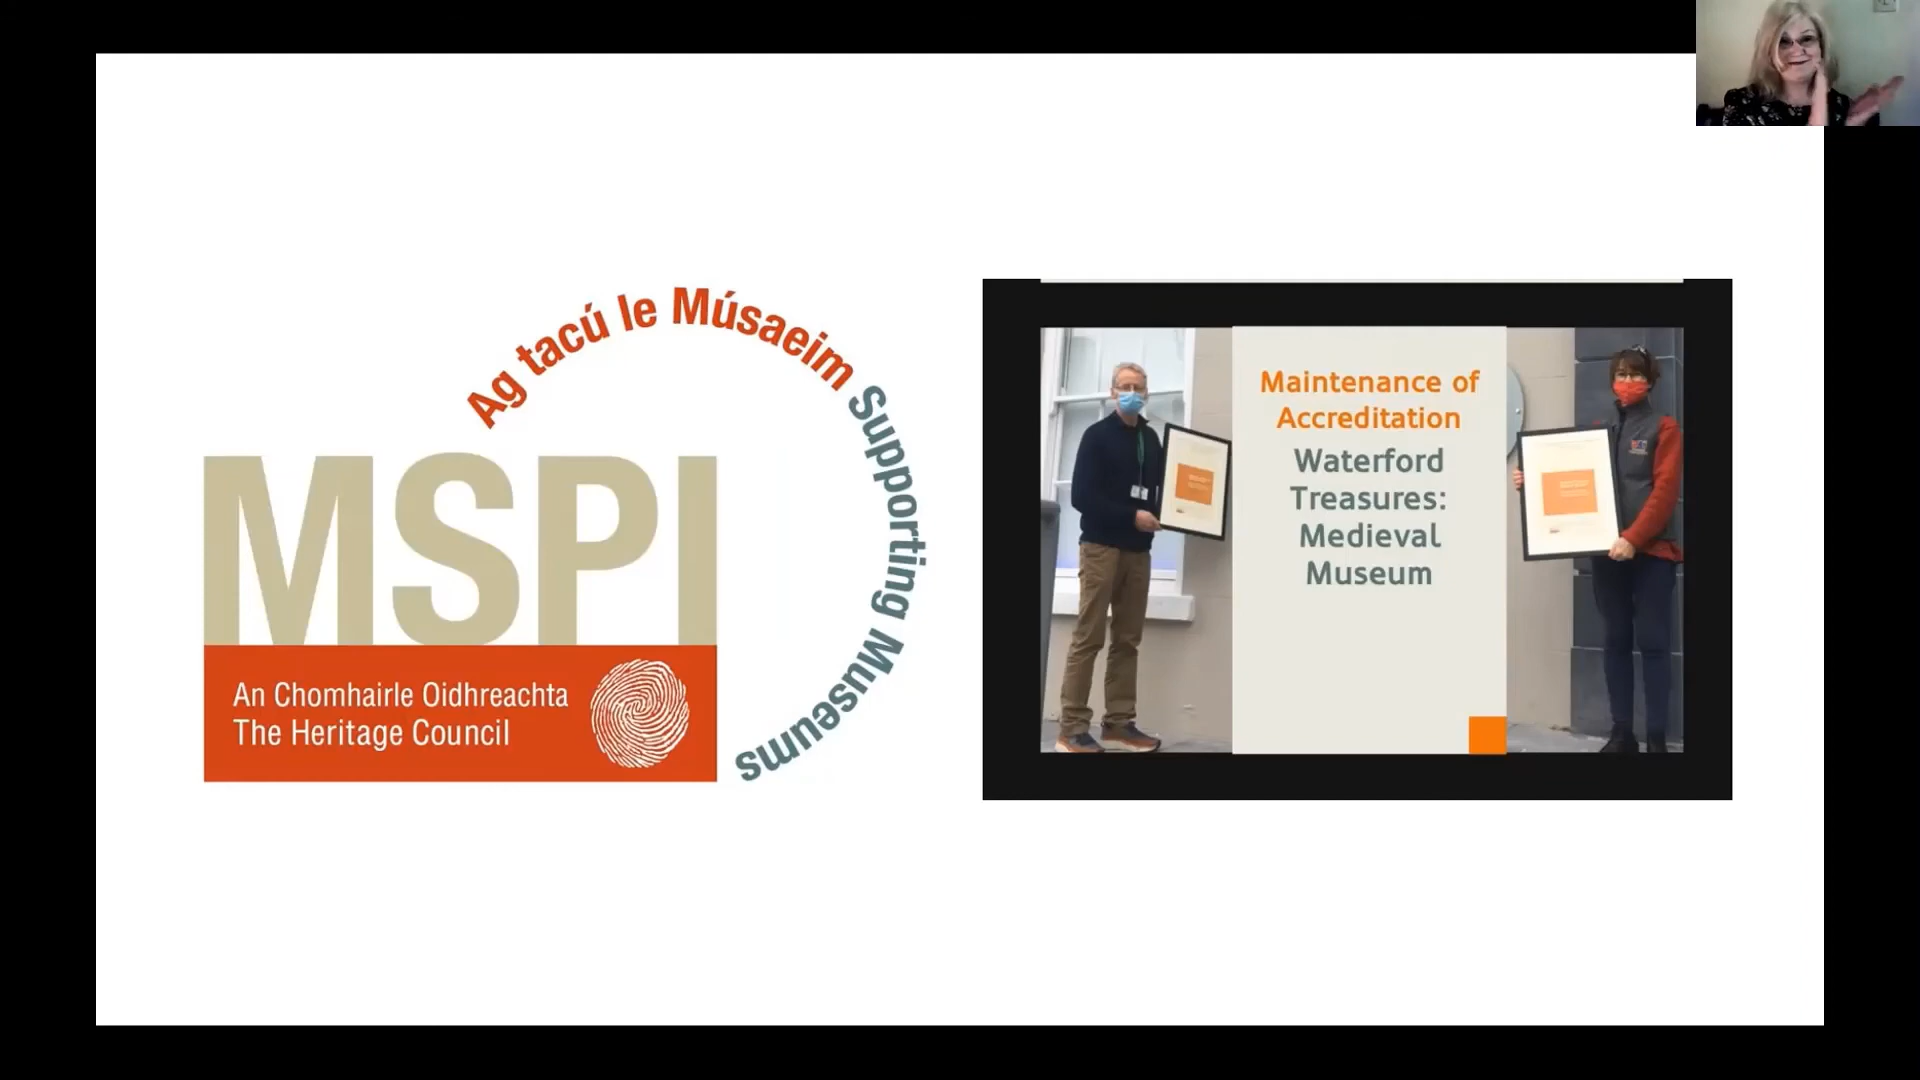 Ag tacú le Músaeim Supporting Museums
MSPI
An Chomhairle Oidhreachta
The Heritage Council
Maintenance of
Accreditation
Waterford
Treasures:
Medieval
Museum